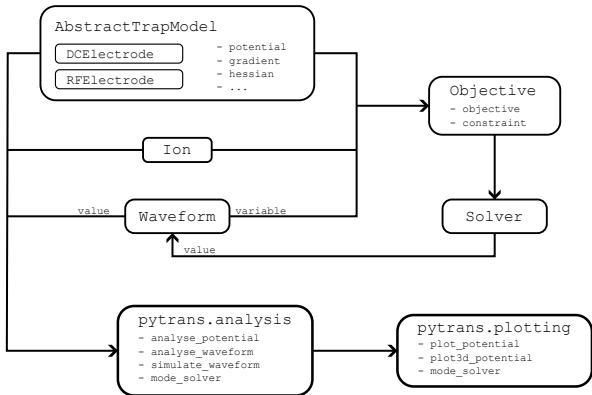 AbstractTrapModel
DCElectrode
RFElectrode
- potential
- gradient
- hessian
- ...
Objective
- objective
- constraint
Ion
value
Waveform
variable
Solver
value
pytrans.analysis
- analyse_potential
- analyse_waveform
- simulate_waveform
- mode_solver
pytrans.plotting
- plot_potential
- plot3d_potential
- mode_solver